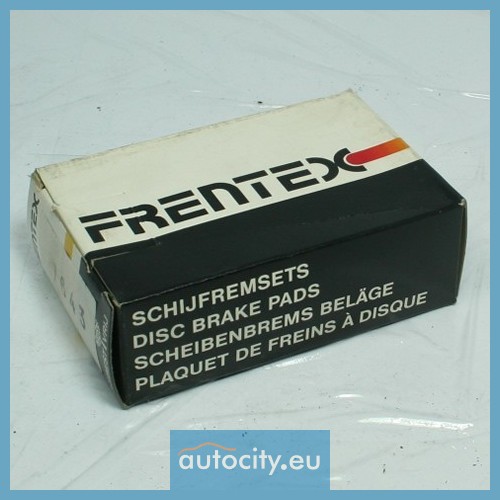 FRENTEX
SCHIJFREMSETS
DISC BRAKE PADS
SCHEIBENBREMS BELÄGE
PLAQUET DE FREINS À DISQUE
autocity.eu